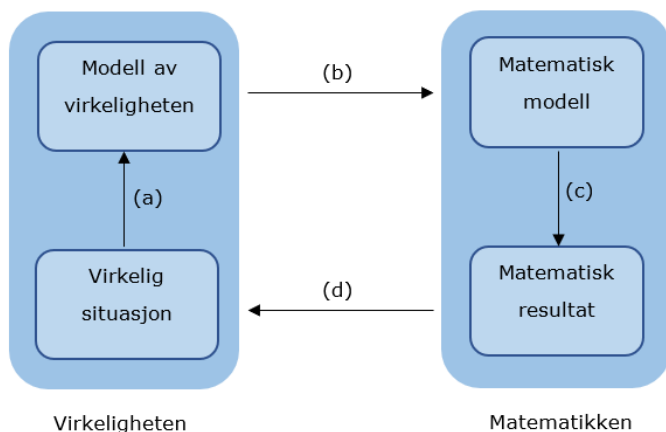 Modell av
virkeligheten
(b)
Matematisk
modell
(a)
(c)
Virkelig
situasjon
(d)
Matematisk
resultat
Virkeligheten
Matematikken